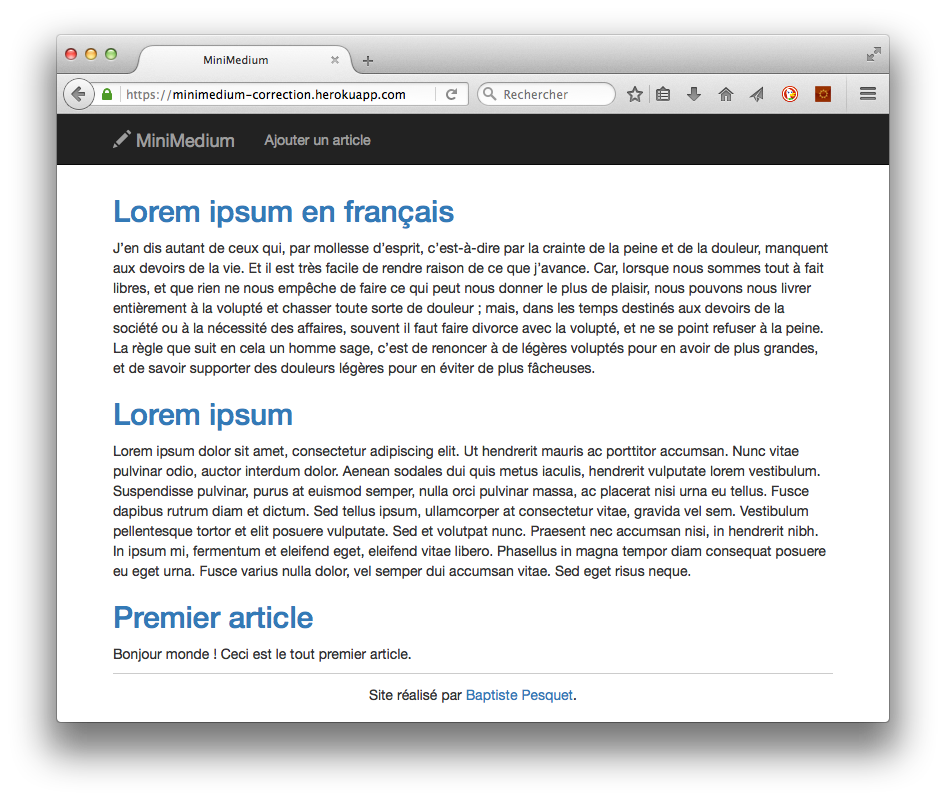 MiniMedium
https://minimedium-correction.herokuapp.com
Rechercher
MiniMedium
Ajouter un article
Lorem ipsum en français
J’en dis autant de ceux qui, par mollesse d’esprit, c’est-à-dire par la crainte de la peine et de la douleur, manquent
aux devoirs de la vie. Et il est très facile de rendre raison de ce que j’avance. Car, lorsque nous sommes tout à fait
libres, et que rien ne nous empêche de faire ce qui peut nous donner le plus de plaisir, nous pouvons nous livrer
entièrement à la volupté et chasser toute sorte de douleur ; mais, dans les temps destinés aux devoirs de la
société ou à la nécessité des affaires, souvent il faut faire divorce avec la volupté, et ne se point refuser à la peine.
La règle que suit en cela un homme sage, c’est de renoncer à de légères voluptés pour en avoir de plus grandes,
et de savoir supporter des douleurs légères pour en éviter de plus fâcheuses.
Lorem ipsum
Lorem ipsum dolor sit amet, consectetur adipiscing elit. Ut hendrerit mauris ac porttitor accumsan. Nunc vitae
pulvinar odio, auctor interdum dolor. Aenean sodales dui quis metus iaculis, hendrerit vulputate lorem vestibulum.
Suspendisse pulvinar, purus at euismod semper, nulla orci pulvinar massa, ac placerat nisi urna eu tellus. Fusce
dapibus rutrum diam et dictum. Sed tellus ipsum, ullamcorper at consectetur vitae, gravida vel sem. Vestibulum
pellentesque tortor et elit posuere vulputate. Sed et volutpat nunc. Praesent nec accumsan nisi, in hendrerit nibh.
In ipsum mi, fermentum et eleifend eget, eleifend vitae libero. Phasellus in magna tempor diam consequat posuere
eu eget urna. Fusce varius nulla dolor, vel semper dui accumsan vitae. Sed eget risus neque.
Premier article
Bonjour monde ! Ceci est le tout premier article.
Site réalisé par Baptiste Pesquet.